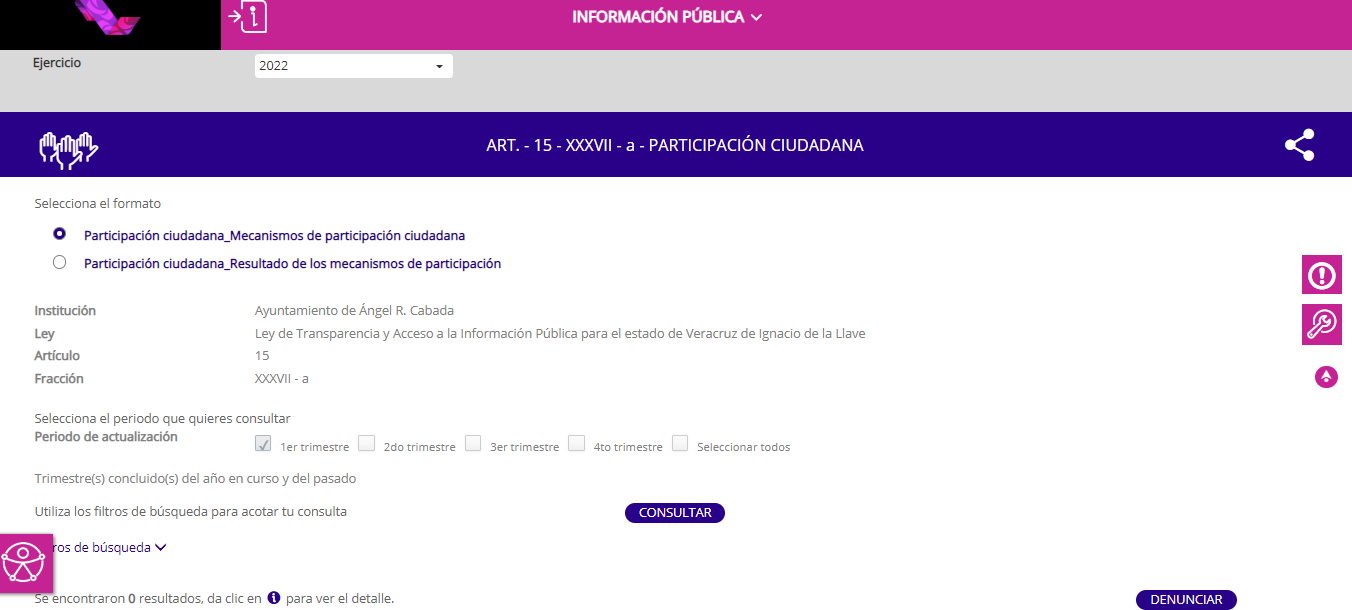 INFORMACIÓN PÚBLICA
Ejercicio 2022
ART. - 15 - XXXVII - a - PARTICIPACIÓN CIUDADANA
Selecciona el formato
Participación ciudadana_Mecanismos de participación ciudadana
Participación ciudadana_Resultado de los mecanismos de participación
Institución Ayuntamiento de Ángel R. Cabada
Ley Ley de Transparencia y Acceso a la Información Pública para el estado de Veracruz de Ignacio de la Llave
Artículo 15
Fracción XXXVII - a
Selecciona el periodo que quieres consultar
Periodo de actualización 1er trimestre 2do trimestre 3er trimestre 4to trimestre Seleccionar todos
Trimestre(s) concluido(s) del año en curso y del pasado
Utiliza los filtros de búsqueda para acotar tu consulta CONSULTAR
ros de búsqueda
Se encontraron 0 resultados, da clic en i para ver el detalle. DENUNCIAR